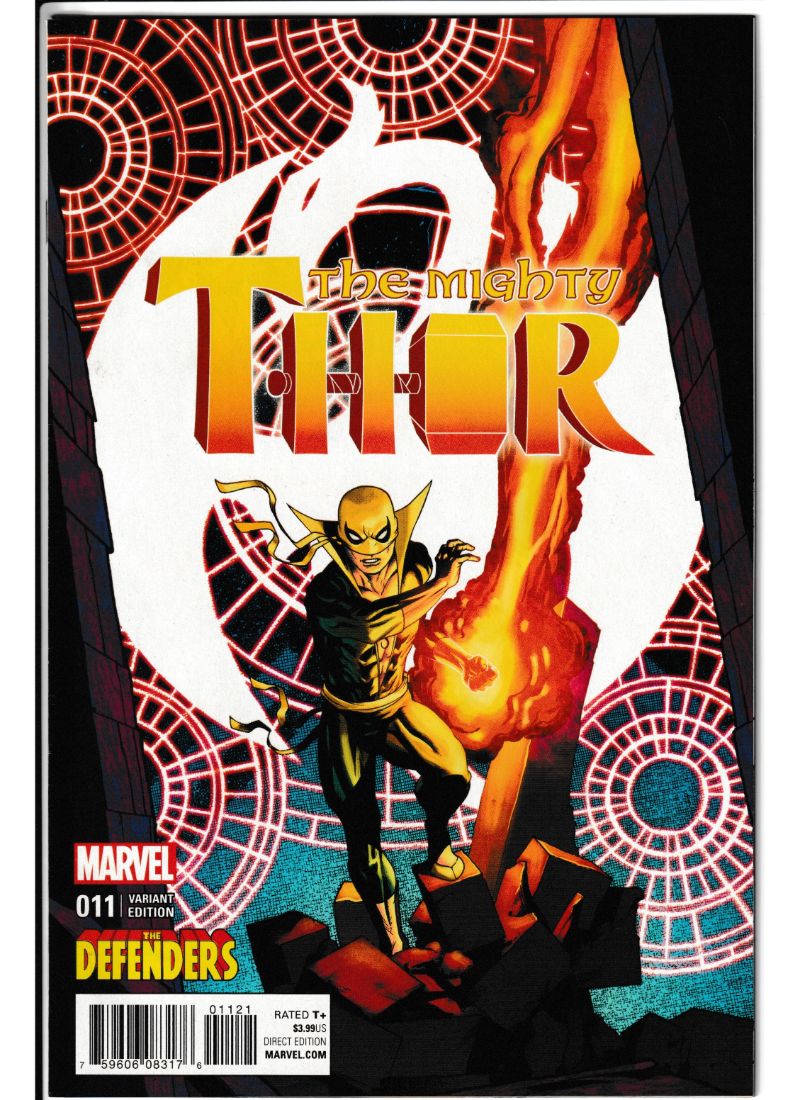 THE MIGHTY
THOR
MARVEL
011 VARIANT
EDITION
THE
DEFENDERS
01121
RATED T+
$3.99US
DIRECT EDITION
MARVEL.COM
7 59606 08317 6